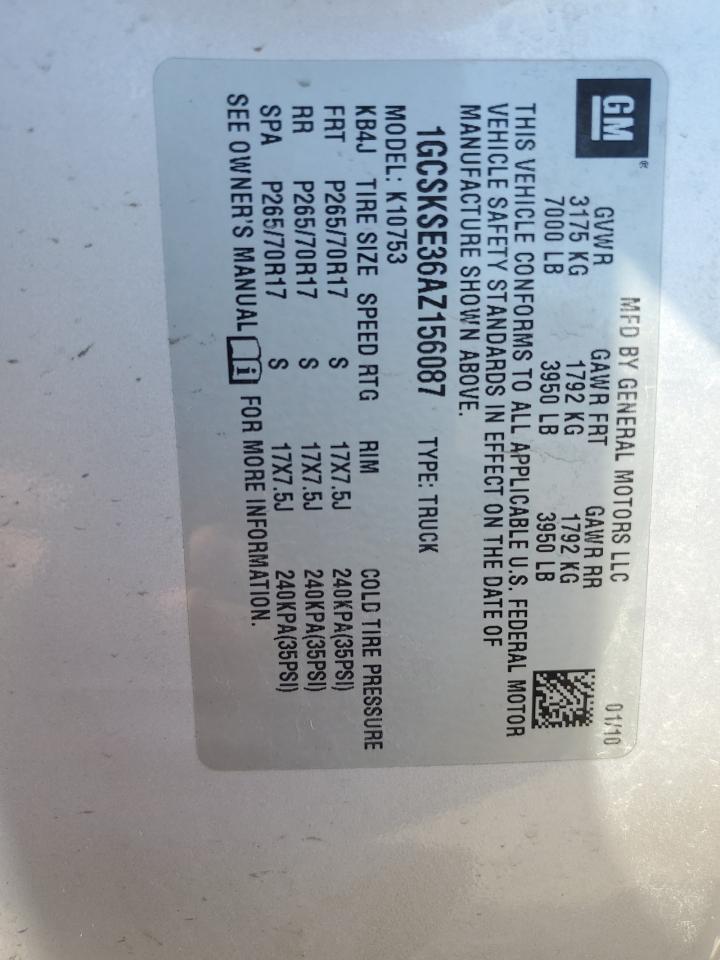 GM®
MFD BY GENERAL MOTORS LLC 01/10
GVWR GAWR FRT GAWR RR
3175 KG 1792 KG 1792 KG
7000 LB 3950 LB 3950 LB
THIS VEHICLE CONFORMS TO ALL APPLICABLE U.S. FEDERAL MOTOR
VEHICLE SAFETY STANDARDS IN EFFECT ON THE DATE OF
MANUFACTURE SHOWN ABOVE.
1GCSKSE36AZ156087 TYPE: TRUCK
MODEL: K10753
KB4J TIRE SIZE SPEED RTG RIM COLD TIRE PRESSURE
FRT P265/70R17 S 17X7.5J 240KPA(35PSI)
RR P265/70R17 S 17X7.5J 240KPA(35PSI)
SPA P265/70R17 S 17X7.5J 240KPA(35PSI)
SEE OWNER'S MANUAL i FOR MORE INFORMATION.